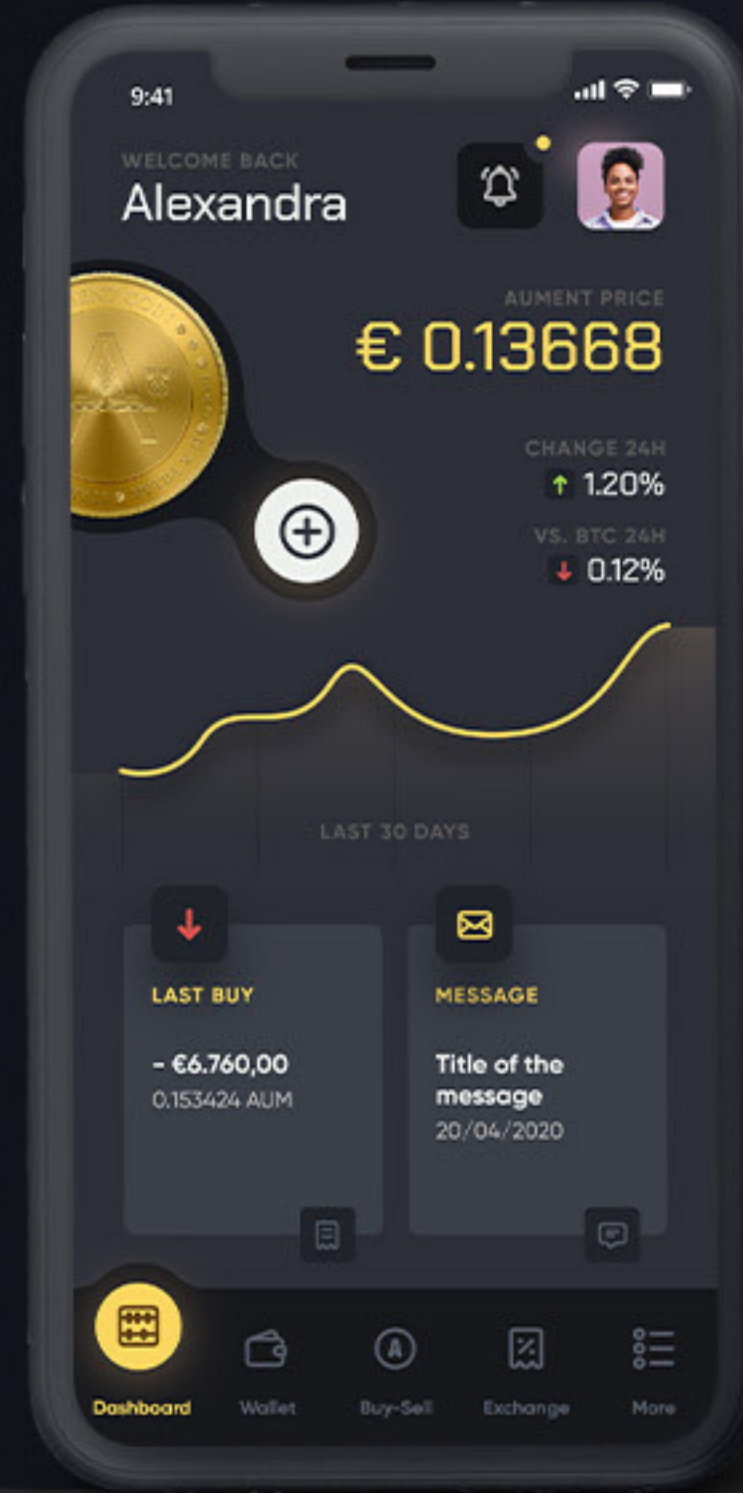 9:41
WELCOME BACK
Alexandra
AUMENT PRICE
€ 0.13668
CHANGE 24H
1.20%
VS. BTC 24H
0.12%
LAST 30 DAYS
LAST BUY
- €6.760,00
0.153424 AUM
MESSAGE
Title of the
message
20/04/2020
Dashboard
Wallet
Buy-Sell
Exchange
More